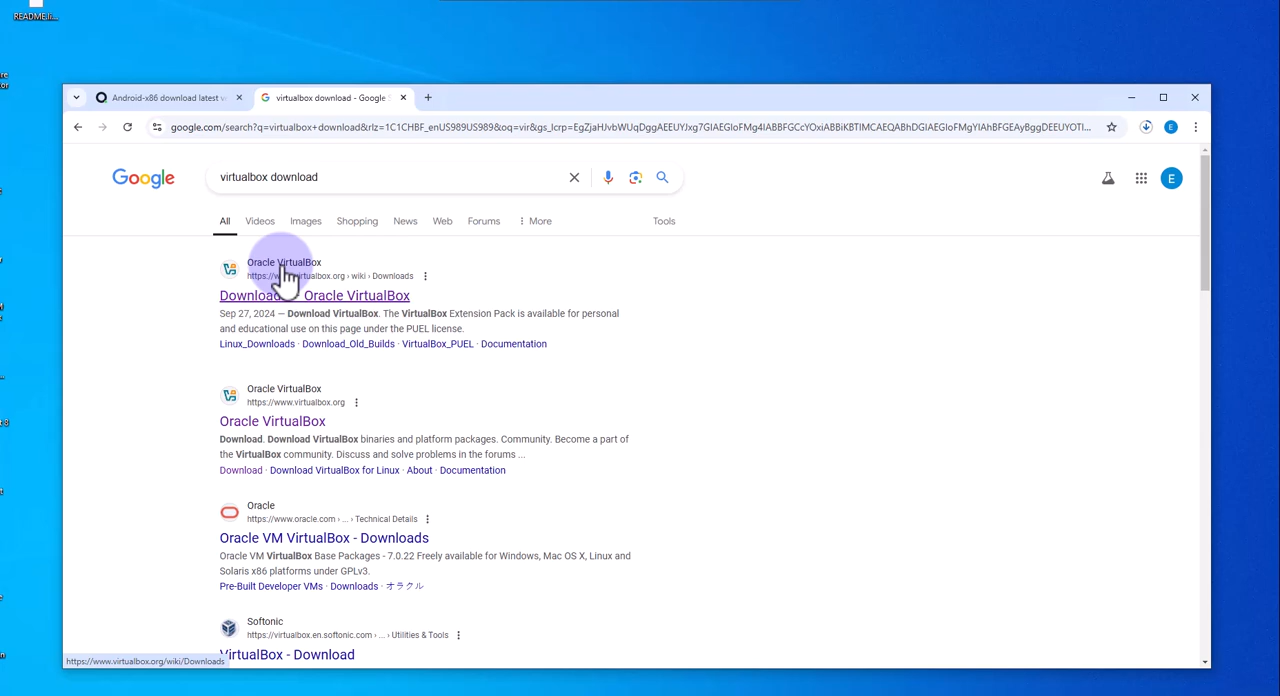 README.li...
Android-x86 download latest v
virtualbox download - Google
google.com/search?q=virtualbox+download&rlz=1C1CHBF_enUS989US989&oq=vir&gs_lcrp=EgZjaHJvbWUqDggAEEUYJxg7GIAEGIoFMg4IABBFGCcYOxiABBiKBTIMCAEQABhDGIAEGIoFMgYIAhBFGEAyBggDEEUYOTI...
E
Google
virtualbox download
E
All Videos Images Shopping News Web Forums More Tools
Oracle VirtualBox
virtualbox.org › wiki › Downloads
Oracle VirtualBox
Sep 27, 2024 — Download VirtualBox. The VirtualBox Extension Pack is available for personal
and educational use on this page under the PUEL license.
Linux_Downloads · Download_Old_Builds · VirtualBox_PUEL · Documentation
Oracle VirtualBox
https://www.virtualbox.org
Oracle VirtualBox
Download. Download VirtualBox binaries and platform packages. Community. Become a part of
the VirtualBox community. Discuss and solve problems in the forums ...
Download · Download VirtualBox for Linux · About · Documentation
Oracle
https://www.oracle.com › ... › Technical Details
Oracle VM VirtualBox - Downloads
Oracle VM VirtualBox Base Packages - 7.0.22 Freely available for Windows, Mac OS X, Linux and
Solaris x86 platforms under GPLv3.
Pre-Built Developer VMs · Downloads · オラクル
Softonic
https://virtualbox.en.softonic.com › ... › Utilities & Tools
VirtualBox - Download
https://www.virtualbox.org/wiki/Downloads